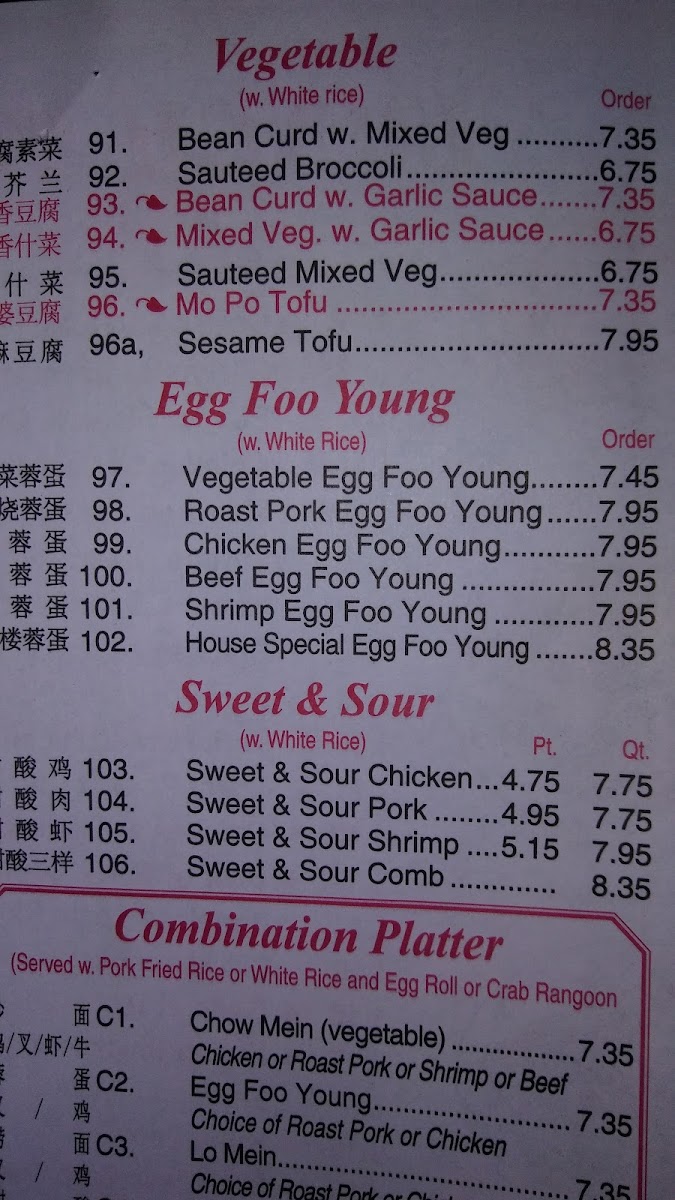 Vegetable
(w. White rice) Order
腐素菜 91. Bean Curd w. Mixed Veg ..........7.35
芥 兰 92. Sauteed Broccoli.......................6.75
香豆腐 93. Bean Curd w. Garlic Sauce.......7.35
香什菜 94. Mixed Veg. w. Garlic Sauce......6.75
什 菜 95. Sauteed Mixed Veg...................6.75
婆豆腐 96. Mo Po Tofu ..............................7.35
麻豆腐 96a, Sesame Tofu.............................7.95
Egg Foo Young
(w. White Rice) Order
菜蓉蛋 97. Vegetable Egg Foo Young........7.45
烧蓉蛋 98. Roast Pork Egg Foo Young ......7.95
蓉 蛋 99. Chicken Egg Foo Young...........7.95
蓉 蛋 100. Beef Egg Foo Young ................7.95
蓉 蛋 101. Shrimp Egg Foo Young ............7.95
楼蓉蛋 102. House Special Egg Foo Young .......8.35
Sweet & Sour
(w. White Rice) Pt. Qt.
酸 鸡 103. Sweet & Sour Chicken...4.75 7.75
酸 肉 104. Sweet & Sour Pork ........4.95 7.75
酸 虾 105. Sweet & Sour Shrimp ....5.15 7.95
酸三样 106. Sweet & Sour Comb ............. 8.35
Combination Platter
(Served w. Pork Fried Rice or White Rice and Egg Roll or Crab Rangoon
面 C1. Chow Mein (vegetable) ..................7.35
/叉/虾/牛 Chicken or Roast Pork or Shrimp or Beef
蛋 C2. Egg Foo Young.............................7.35
/ 鸡 Choice of Roast Pork or Chicken
面 C3. Lo Mein............................................7.35
/ 鸡 Choice of Roast Pork or